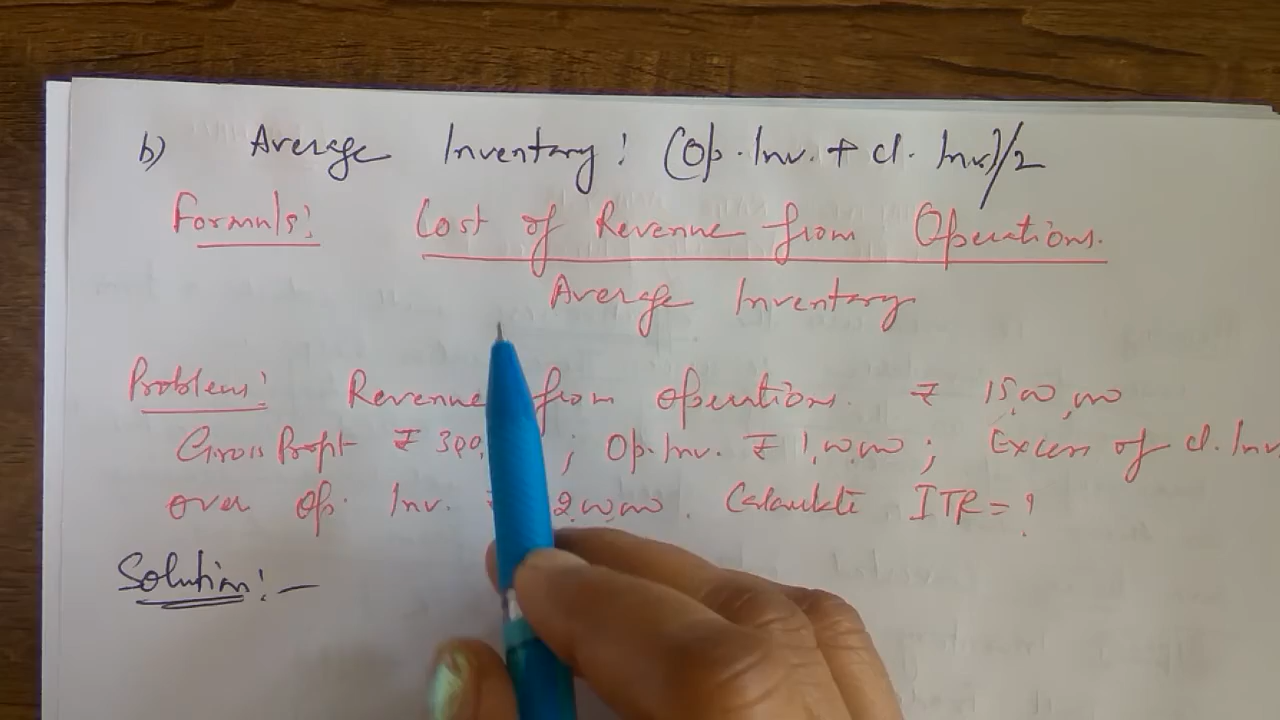 b) Average Inventory: (Op. Inv. + cl. Inv.)/2
Formula: Cost of Revenue from Operations.
Average Inventory
Problem: Revenue from operations. ₹ 15,00,000
Gross Profit ₹ 300, ; Op. Inv. ₹ 1,00,000 ; Excess of cl. Inv
over Op. Inv. 2,00,000. Calculate ITR = ?
Solution: -